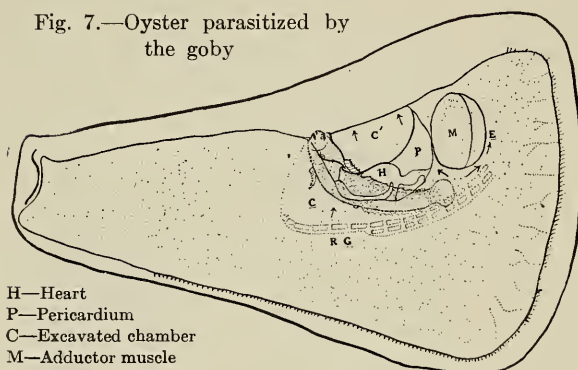 Fig. 7.—Oyster parasitized by
the goby
C'
M
E
P
H
C
R G
H—Heart
P—Pericardium
C—Excavated chamber
M—Adductor muscle